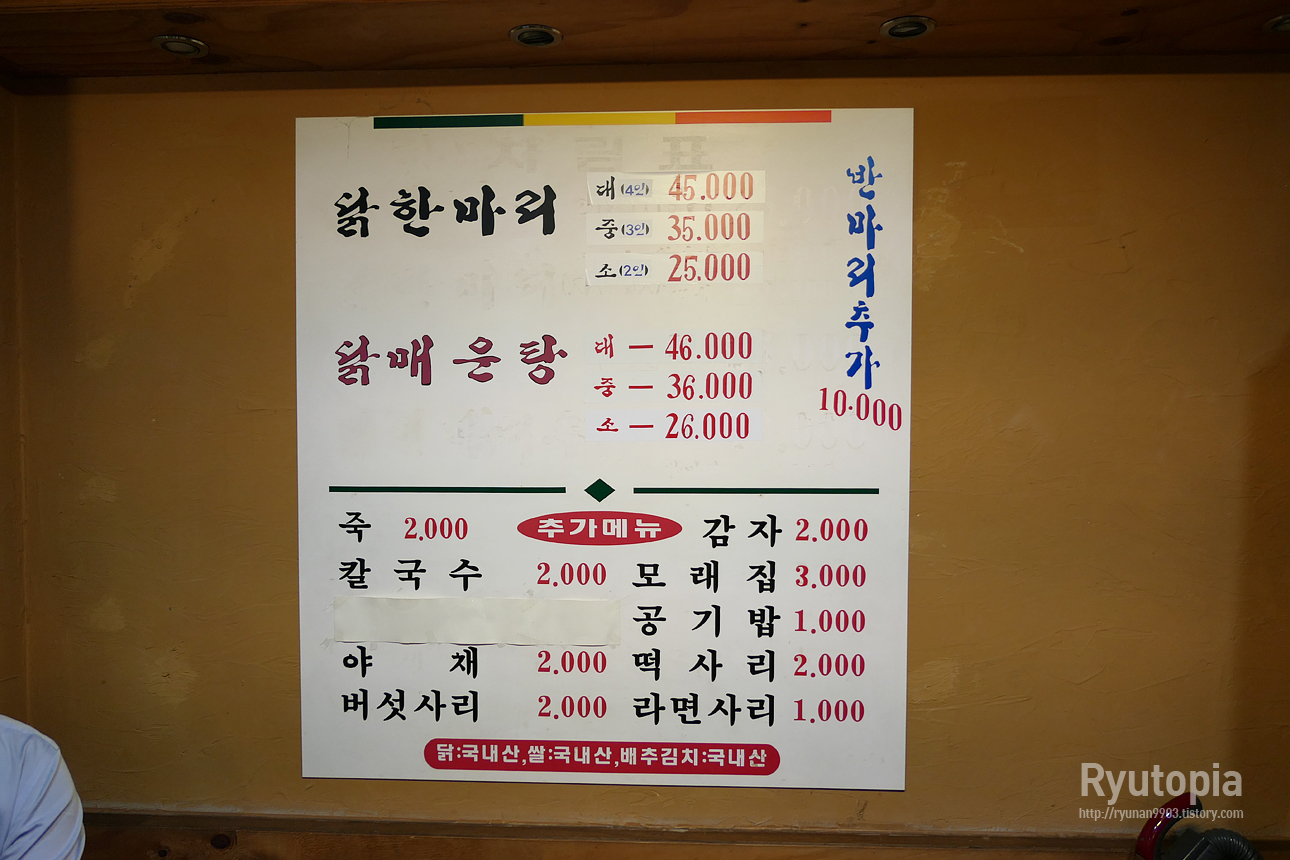 차림표
닭한마리
대(4인) 45.000
중(3인) 35.000
소(2인) 25.000
닭매운탕
대 — 46.000
중 — 36.000
소 — 26.000
반마리추가
10.000
추가메뉴
죽 2.000
칼국수 2.000
야채 2.000
버섯사리 2.000
감자 2.000
모래집 3.000
공기밥 1.000
떡사리 2.000
라면사리 1.000
닭:국내산,쌀:국내산,배추김치:국내산
Ryutopia
http://ryunan9903.tistory.com